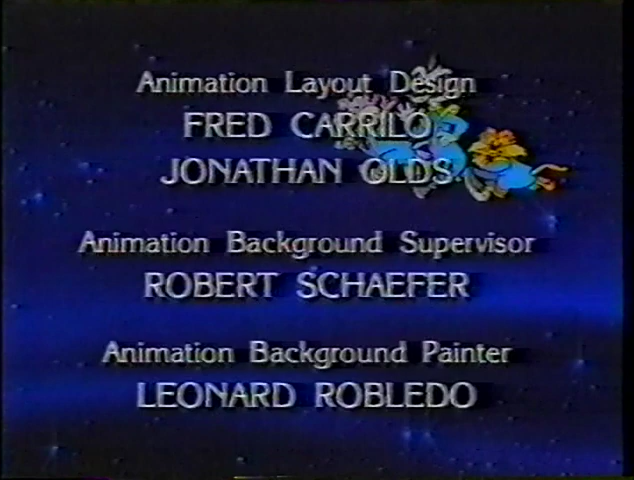 Animation Layout Design
FRED CARRILO
JONATHAN OLDS
Animation Background Supervisor
ROBERT SCHAEFER
Animation Background Painter
LEONARD ROBLEDO